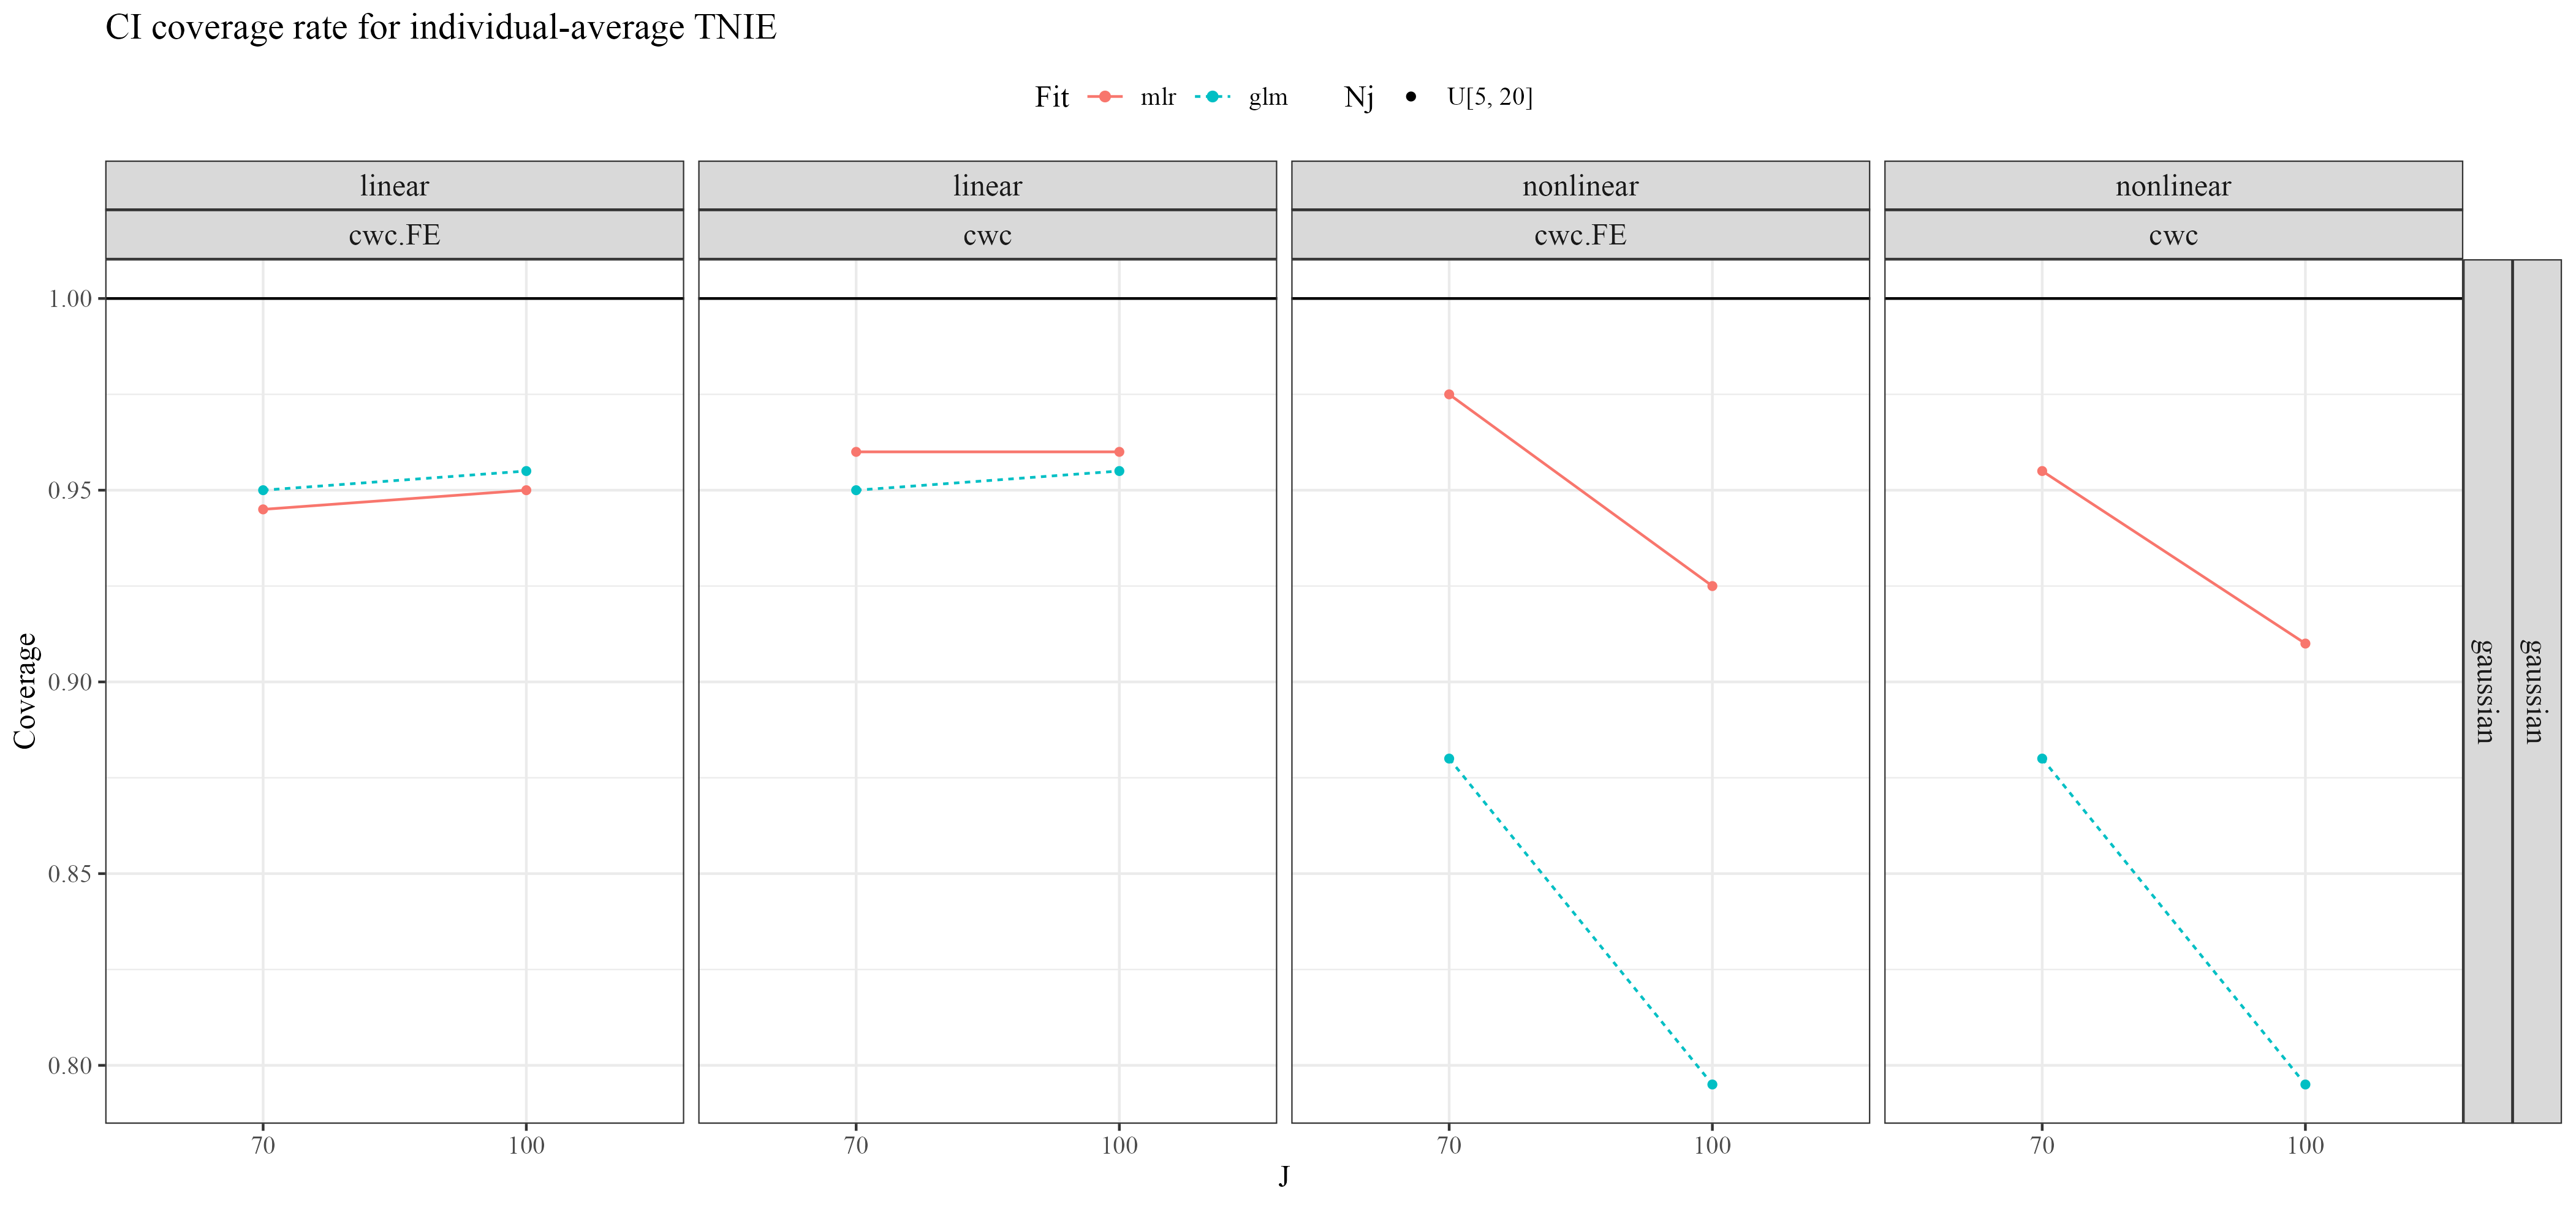 CI coverage rate for individual-average TNIE
Fit mlr glm Nj U[5, 20]
linear linear nonlinear nonlinear
cwc.FE cwc cwc.FE cwc
1.00
0.95
0.90
0.85
0.80
Coverage
gaussian gaussian
70 100 70 100 70 100 70 100
J